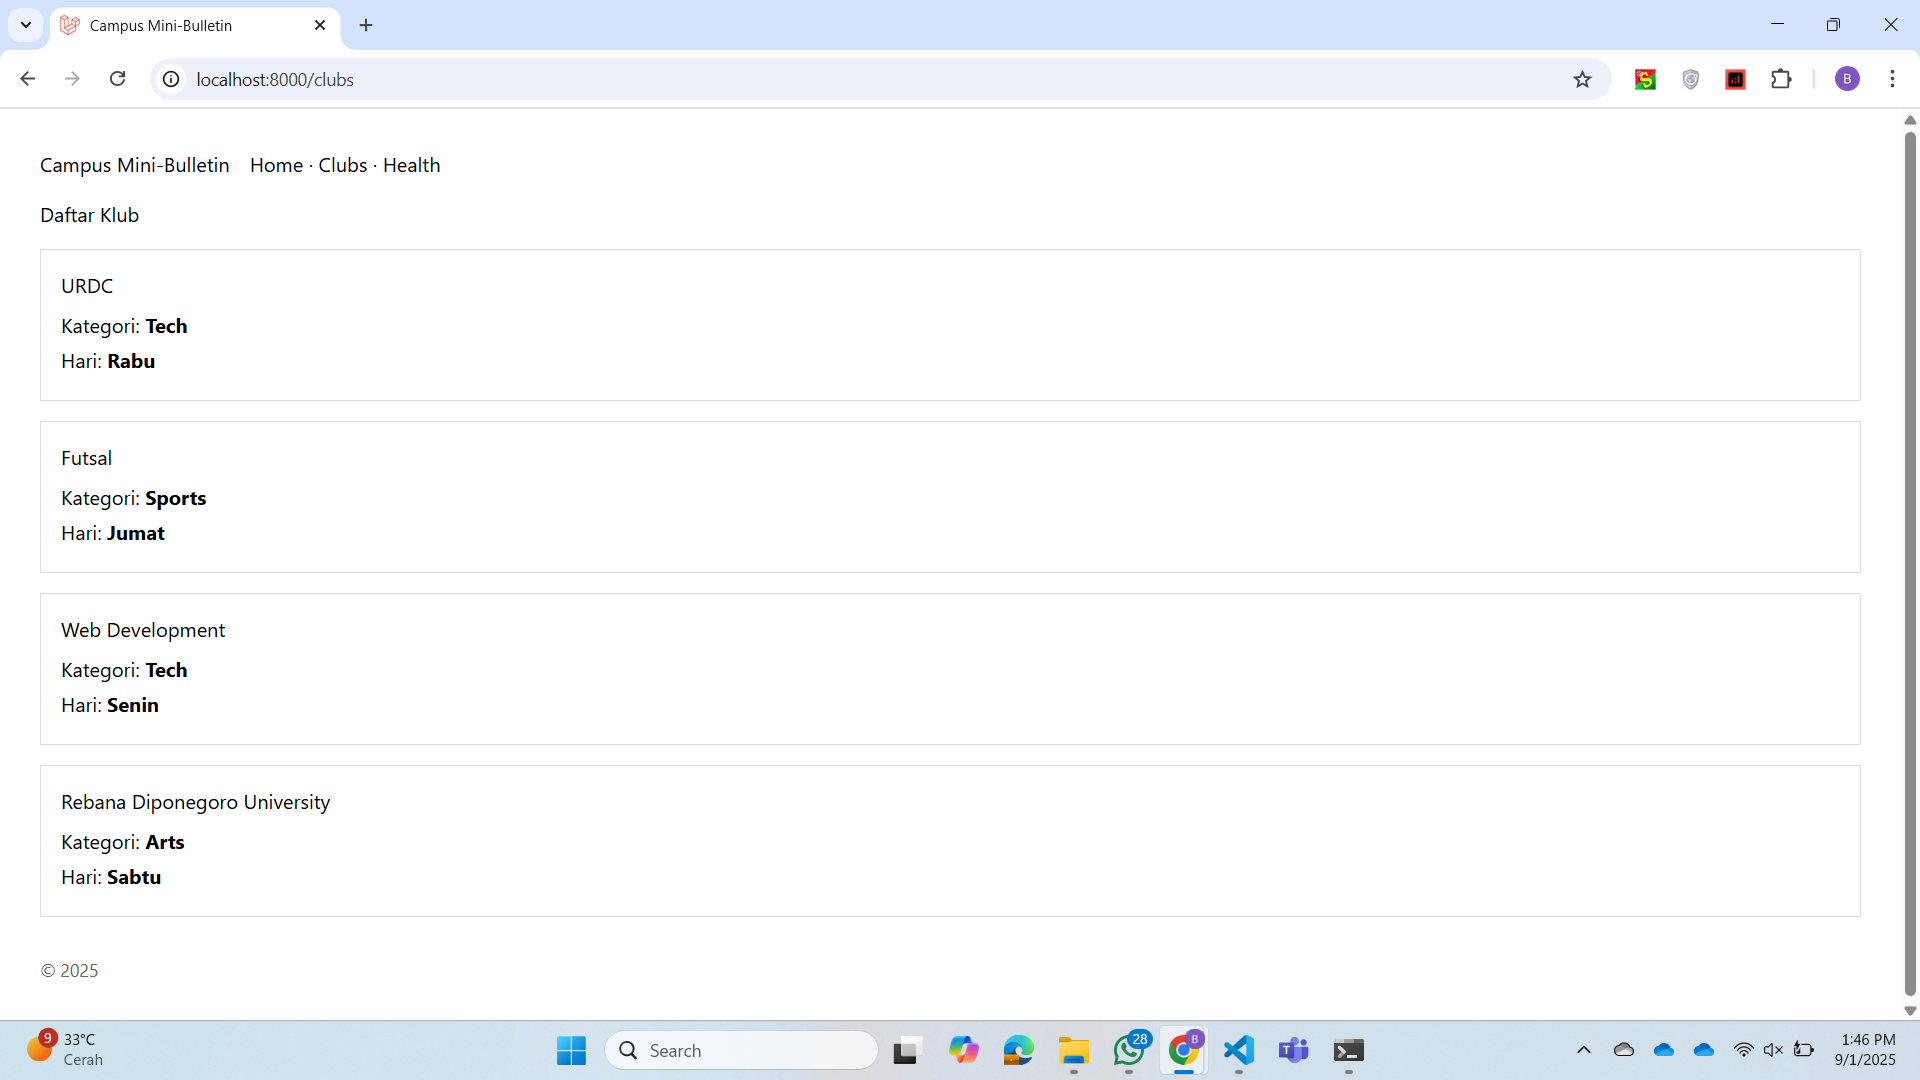 Campus Mini-Bulletin
localhost:8000/clubs
B
Campus Mini-Bulletin Home · Clubs · Health
Daftar Klub
URDC
Kategori: Tech
Hari: Rabu
Futsal
Kategori: Sports
Hari: Jumat
Web Development
Kategori: Tech
Hari: Senin
Rebana Diponegoro University
Kategori: Arts
Hari: Sabtu
© 2025
9
33°C
Cerah
Search
28
B
1:46 PM
9/1/2025